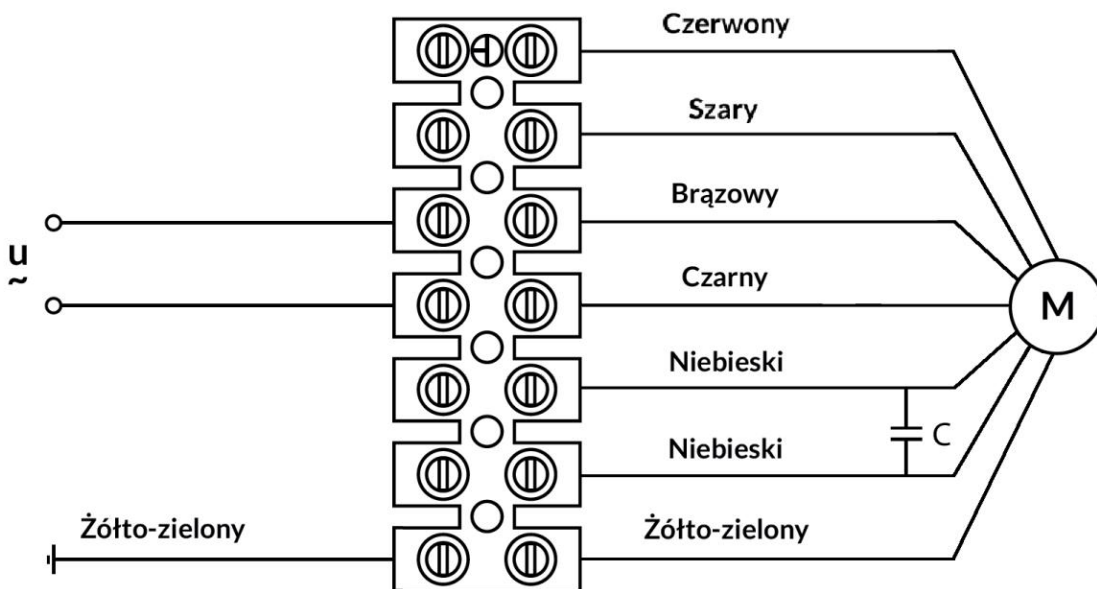 Czerwony
Szary
Brązowy
u
~
Czarny
M
Niebieski
C
Niebieski
Żółto-zielony
Żółto-zielony